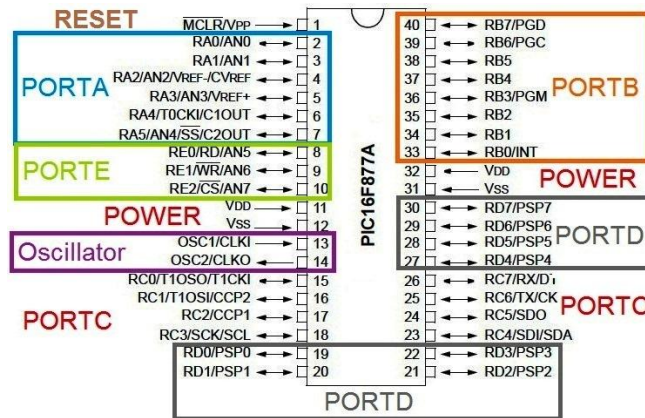 RESET
MCLR/VPP 1
RA0/AN0 2
RA1/AN1 3
PORTA
RA2/AN2/VREF-/CVREF 4
RA3/AN3/VREF+ 5
RA4/T0CKI/C1OUT 6
RA5/AN4/SS/C2OUT 7
PORTE
RE0/RD/AN5 8
RE1/WR/AN6 9
RE2/CS/AN7 10
POWER
VDD 11
VSS 12
Oscillator
OSC1/CLKI 13
OSC2/CLKO 14
RC0/T1OSO/T1CKI 15
RC1/T1OSI/CCP2 16
PORTC
RC2/CCP1 17
RC3/SCK/SCL 18
RD0/PSP0 19
RD1/PSP1 20
PIC16F877A
40 RB7/PGD
39 RB6/PGC
38 RB5
37 RB4
PORTB
36 RB3/PGM
35 RB2
34 RB1
33 RB0/INT
32 VDD
POWER
31 VSS
30 RD7/PSP7
29 RD6/PSP6
PORTD
28 RD5/PSP5
27 RD4/PSP4
26 RC7/RX/DT
25 RC6/TX/CK
PORTC
24 RC5/SDO
23 RC4/SDI/SDA
22 RD3/PSP3
21 RD2/PSP2
PORTD